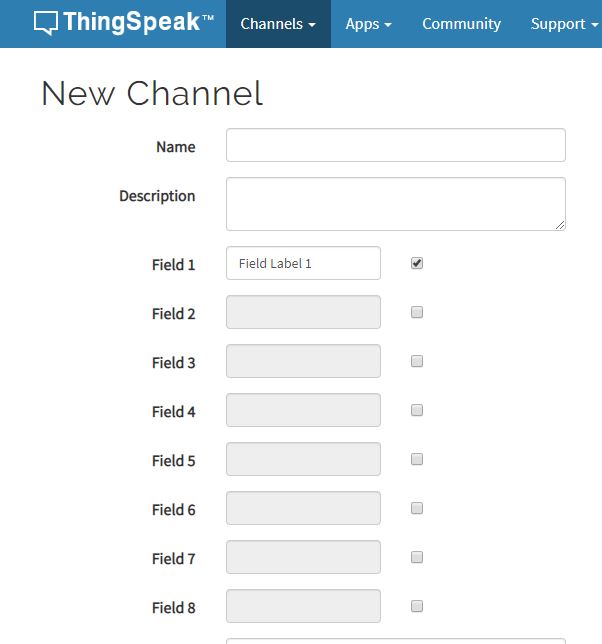 ThingSpeak™ Channels Apps Community Support
New Channel
Name
Description
Field 1 Field Label 1
Field 2
Field 3
Field 4
Field 5
Field 6
Field 7
Field 8